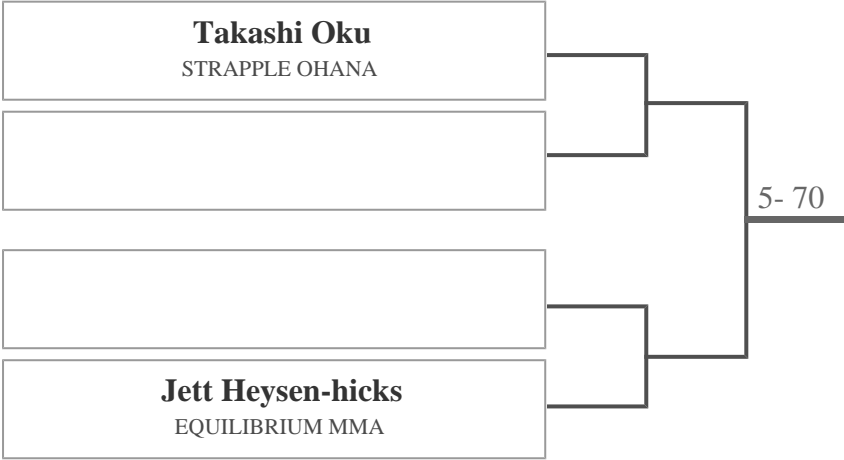 Takashi Oku
STRAPPLE OHANA
5- 70
Jett Heysen-hicks
EQUILIBRIUM MMA